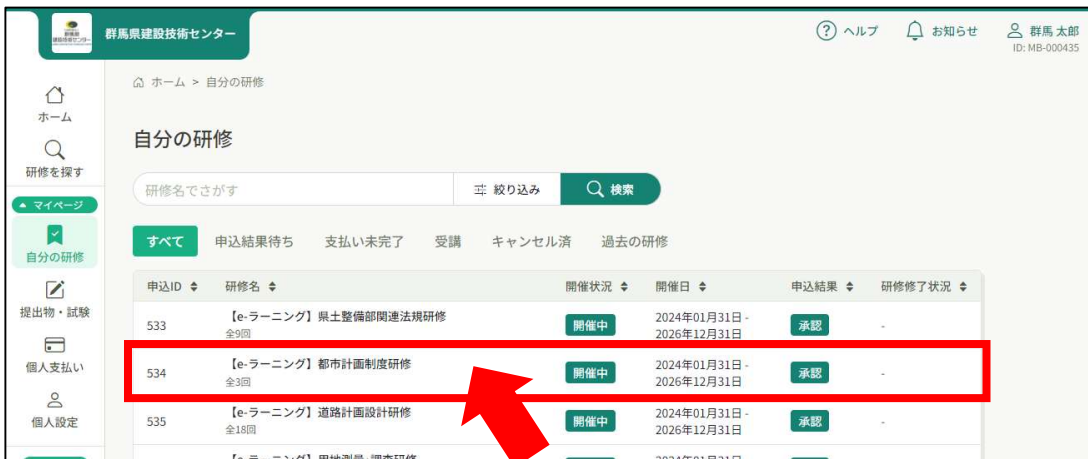 群馬県建設技術センター
ヘルプ
お知らせ
群馬 太郎
ID: MB-000435
ホーム > 自分の研修
ホーム
研修を探す
マイページ
自分の研修
提出物・試験
個人支払い
個人設定
自分の研修
研修名でさがす
絞り込み
検索
すべて 申込結果待ち 支払い未完了 受講 キャンセル済 過去の研修
申込ID 研修名 開催状況 開催日 申込結果 研修修了状況
533 【e-ラーニング】県土整備部関連法規研修 開催中 2024年01月31日 - 承認 -
全9回 2026年12月31日
534 【e-ラーニング】都市計画制度研修 開催中 2024年01月31日 - 承認 -
全3回 2026年12月31日
535 【e-ラーニング】道路計画設計研修 開催中 2024年01月31日 - 承認 -
全18回 2026年12月31日